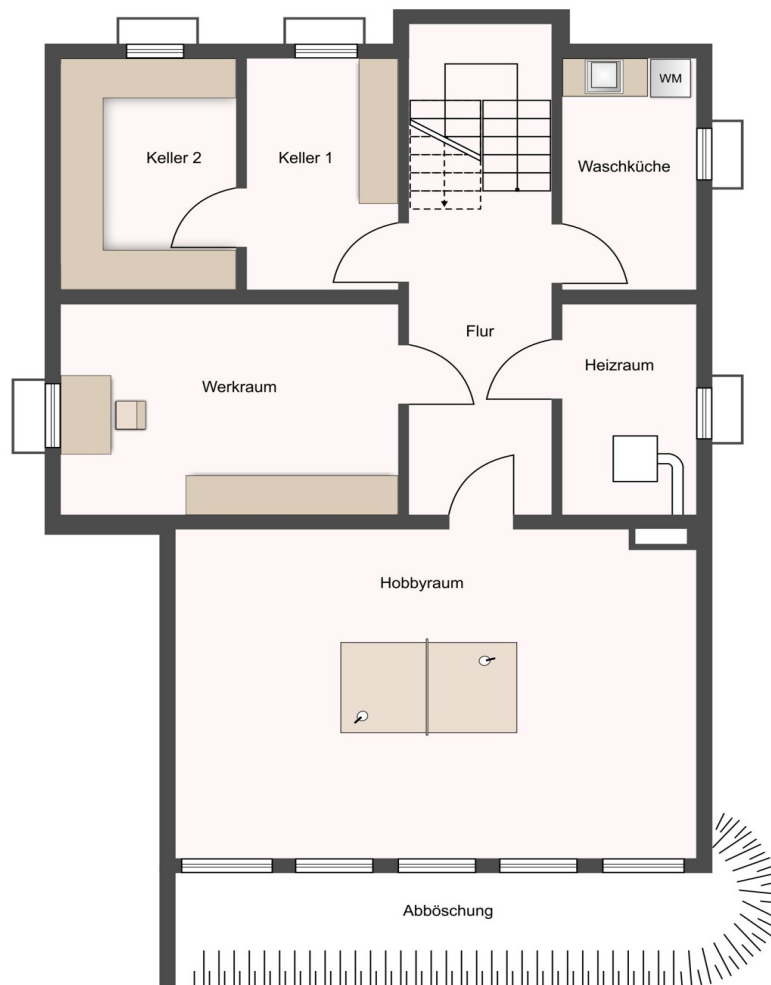 WM
Keller 2
Keller 1
Waschküche
Flur
Heizraum
Werkraum
Hobbyraum
Abböschung